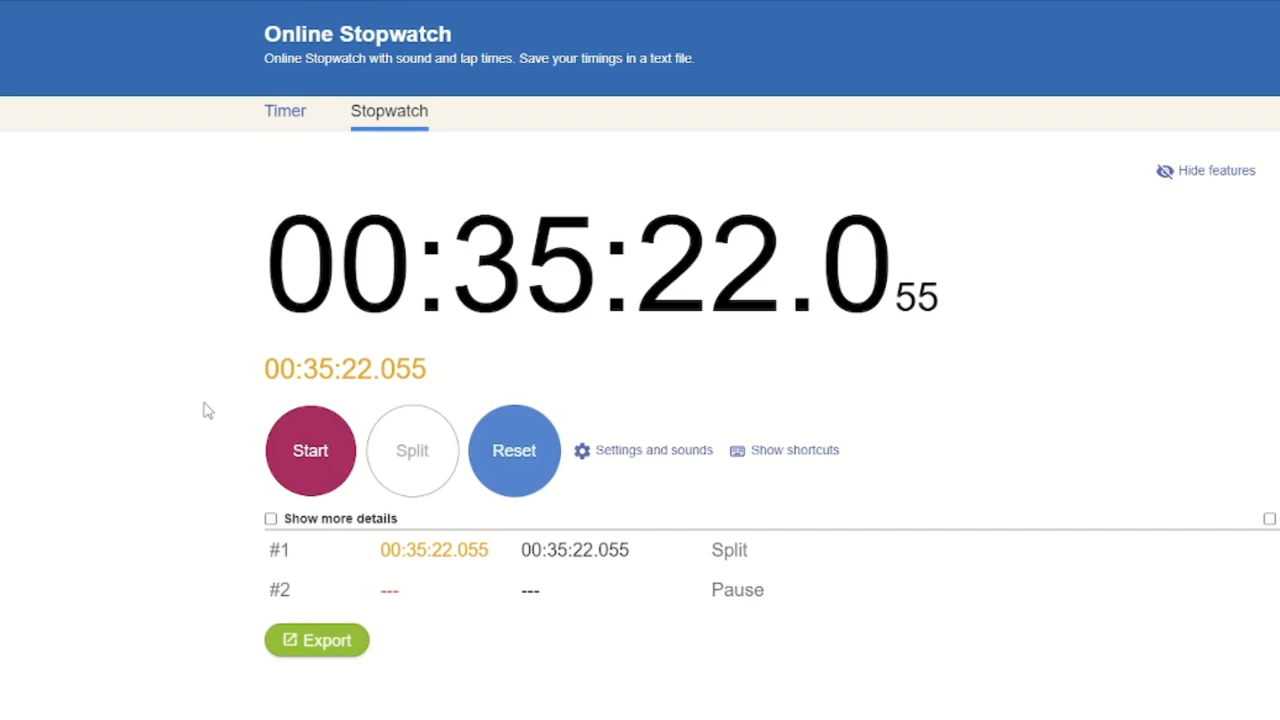 Online Stopwatch
Online Stopwatch with sound and lap times. Save your timings in a text file.
Timer Stopwatch
Hide features
00:35:22.055
00:35:22.055
Start Split Reset Settings and sounds Show shortcuts
Show more details
#1 00:35:22.055 00:35:22.055 Split
#2 --- --- Pause
Export